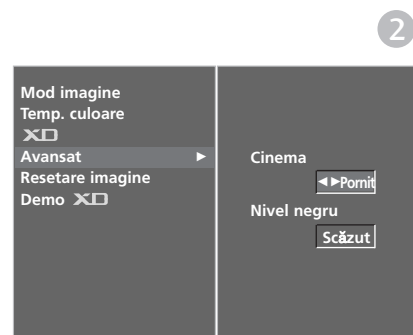 2
Mod imagine
Temp. culoare
XD
Avansat ►
Resetare imagine
Demo XD
Cinema
◄►Pornit
Nivel negru
Scăzut